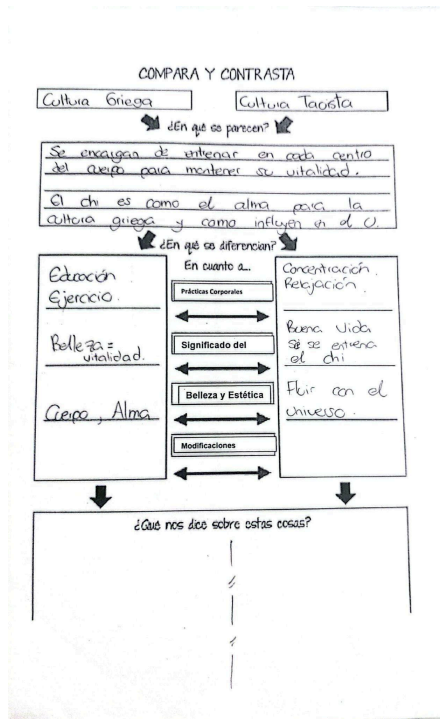 COMPARA Y CONTRASTA
Cultura Griega
Cultura Taoista
¿En qué se parecen?
Se encargan de entrenar en cada centro
del cuerpo para mantener su vitalidad.
El chi es como el alma para la
cultura griega y como influyen en el U.
¿En qué se diferencian?
En cuanto a...
Educación
Ejercicio.
Prácticas Corporales
Concentración.
Relajación.
Belleza =
vitalidad.
Significado del
Buena Vida
Si se entrena
el chi
Cuerpo, Alma
Belleza y Estética
Fluir con el
universo.
Modificaciones
¿Qué nos dice sobre estas cosas?